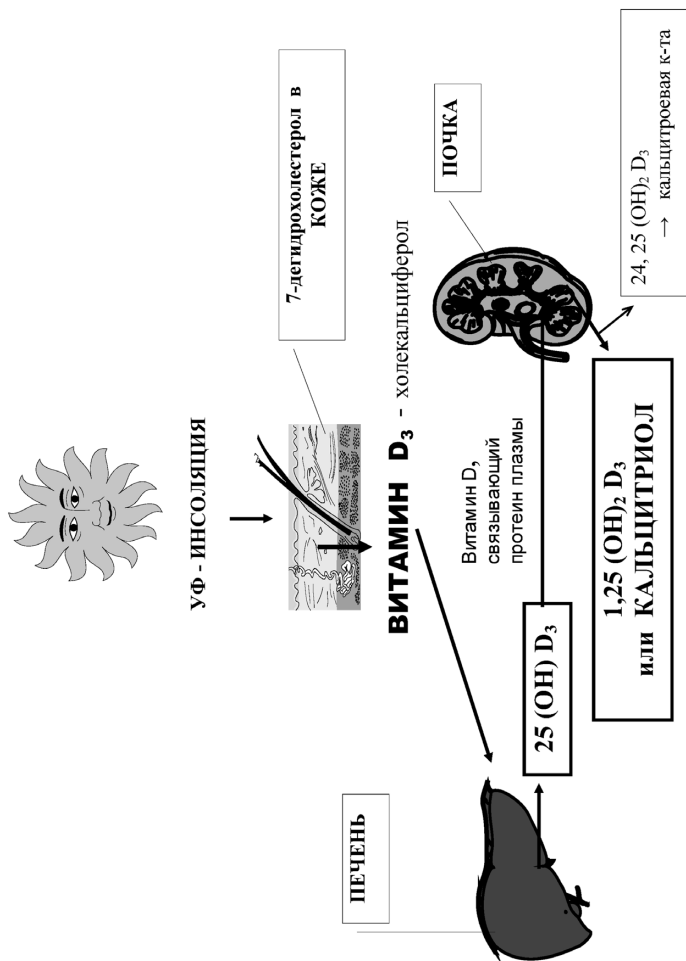 УФ - ИНСОЛЯЦИЯ
7-дегидрохолестерол в
КОЖЕ
ВИТАМИН D₃ - холекальциферол
ПЕЧЕНЬ
ПОЧКА
Витамин D,
связывающий
протеин плазмы
25 (OH) D₃
1,25 (OH)₂ D₃
или КАЛЬЦИТРИОЛ
24, 25 (OH)₂ D₃
→ кальцитроевая к-та